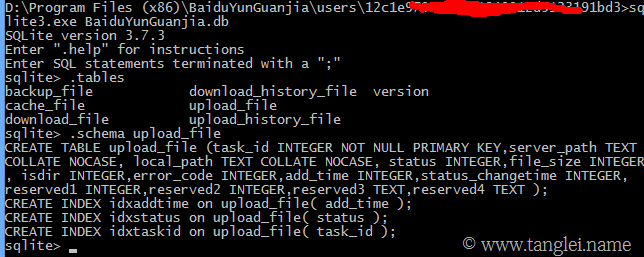 D:\Program Files (x86)\BaiduYunGuanjia\users\12c1e9 191bd3>sq
lite3.exe BaiduYunGuanjia.db
SQLite version 3.7.3
Enter ".help" for instructions
Enter SQL statements terminated with a ";"
sqlite> .tables
backup_file download_history_file version
cache_file upload_file
download_file upload_history_file
sqlite> .schema upload_file
CREATE TABLE upload_file (task_id INTEGER NOT NULL PRIMARY KEY,server_path TEXT
COLLATE NOCASE, local_path TEXT COLLATE NOCASE, status INTEGER,file_size INTEGER
, isdir INTEGER,error_code INTEGER,add_time INTEGER,status_changetime INTEGER,
reserved1 INTEGER,reserved2 INTEGER,reserved3 TEXT,reserved4 TEXT );
CREATE INDEX idxaddtime on upload_file( add_time );
CREATE INDEX idxstatus on upload_file( status );
CREATE INDEX idxtaskid on upload_file( task_id );
sqlite> _
© www.tanglei.name